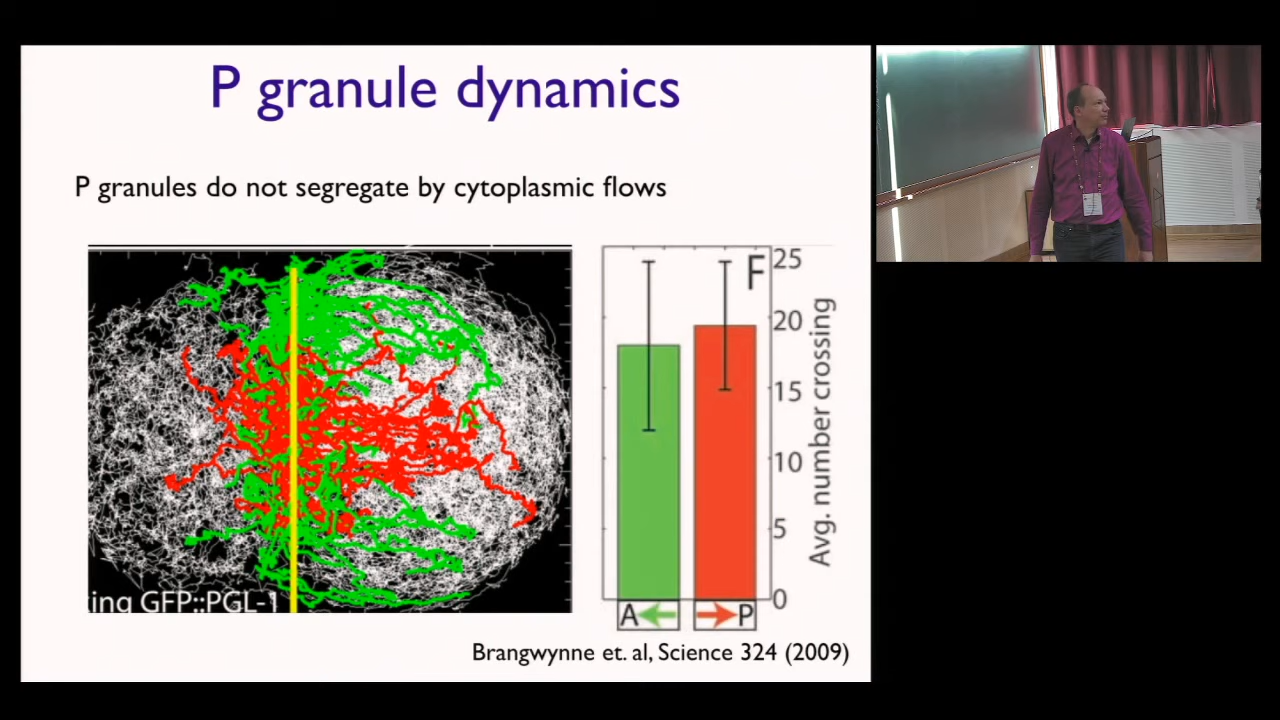 P granule dynamics
P granules do not segregate by cytoplasmic flows
ing GFP::PGL-1
F
25
20
15
10
5
0
Avg. number crossing
A
P
Brangwynne et. al, Science 324 (2009)